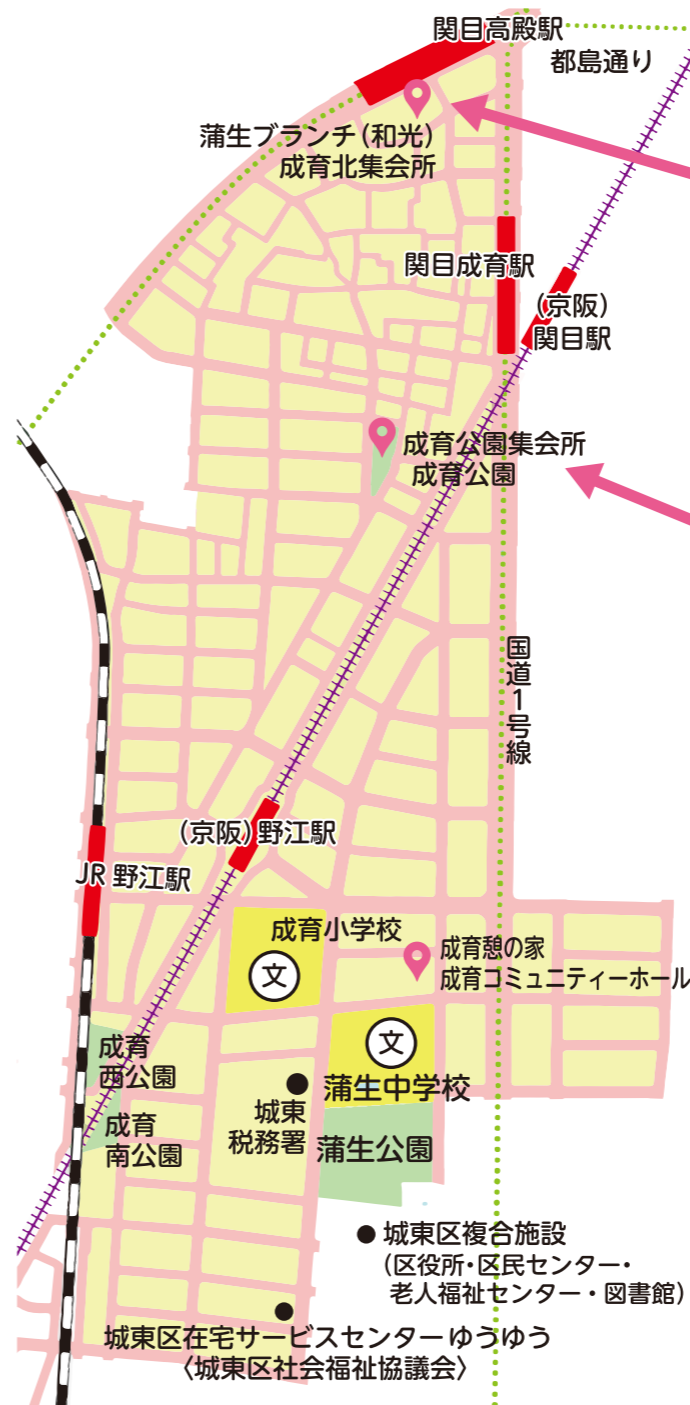 関目高殿駅
都島通り
蒲生ブランチ(和光)
成育北集会所
関目成育駅
(京阪)
関目駅
成育公園集会所
成育公園
国道1号線
(京阪)野江駅
JR 野江駅
成育小学校
文
成育憩の家
成育コミュニティーホール
文
成育
西公園
蒲生中学校
城東
税務署
成育
南公園
蒲生公園
● 城東区複合施設
(区役所・区民センター・
老人福祉センター・図書館)
城東区在宅サービスセンターゆうゆう
〈城東区社会福祉協議会〉